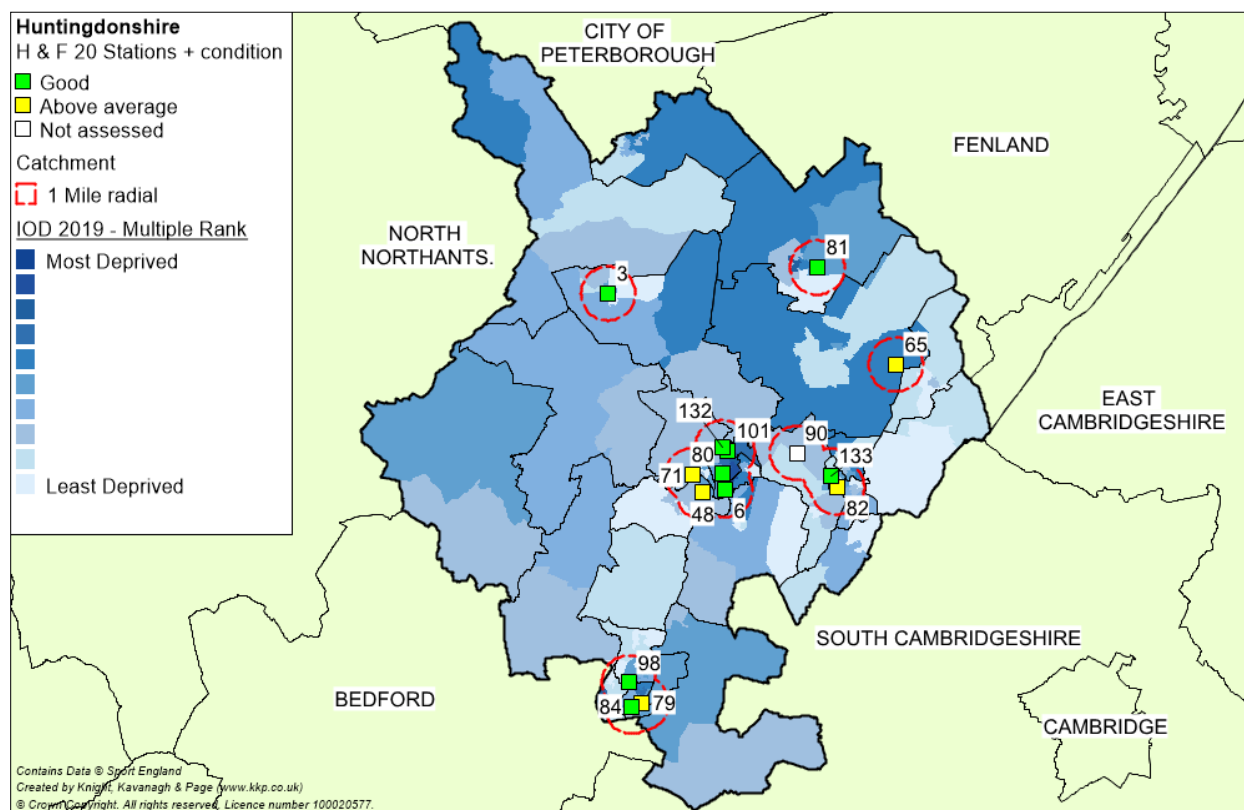 Huntingdonshire
H & F 20 Stations + condition
Good
Above average
Not assessed
Catchment
1 Mile radial
IOD 2019 - Multiple Rank
Most Deprived
Least Deprived
CITY OF
PETERBOROUGH
FENLAND
NORTH
NORTHANTS.
81
3
65
EAST
CAMBRIDGESHIRE
132
101
90
80
133
71
48
6
82
SOUTH CAMBRIDGESHIRE
98
BEDFORD
84
79
CAMBRIDGE
Contains Data © Sport England
Created by Knight, Kavanagh & Page (www.kkp.co.uk)
© Crown Copyright. All rights reserved. Licence number 100020577.